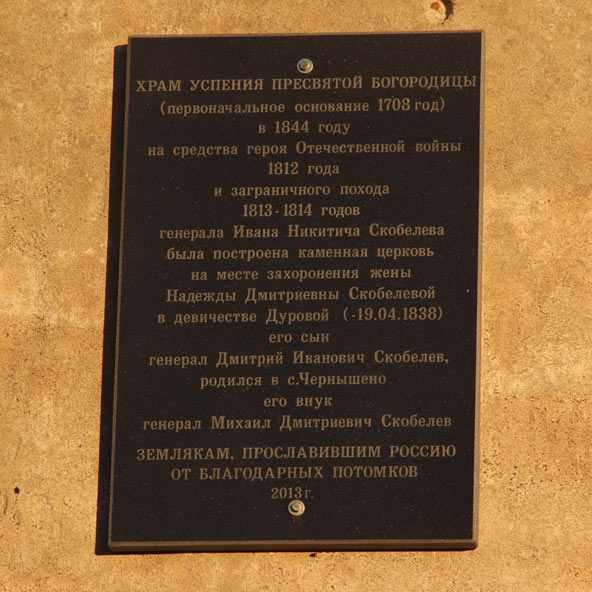 ХРАМ УСПЕНИЯ ПРЕСВЯТОЙ БОГОРОДИЦЫ
(первоначальное основание 1708 год)
в 1844 году
на средства героя Отечественной войны
1812 года
и заграничного похода
1813-1814 годов
генерала Ивана Никитича Скобелева
была построена каменная церковь
на месте захоронения жены
Надежды Дмитриевны Скобелевой
в девичестве Дуровой (-19.04.1838)
его сын
генерал Дмитрий Иванович Скобелев,
родился в с.Чернышено
его внук
генерал Михаил Дмитриевич Скобелев
ЗЕМЛЯКАМ, ПРОСЛАВИВШИМ РОССИЮ
ОТ БЛАГОДАРНЫХ ПОТОМКОВ
2013 г.